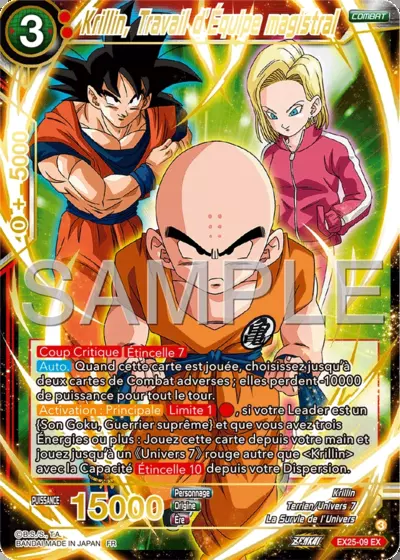 3
Krillin, Travail d'Équipe magistral
COMBAT
0+ 5000
SAMPLE
Coup Critique Étincelle 7
Auto. Quand cette carte est jouée, choisissez jusqu'à
deux cartes de Combat adverses ; elles perdent -10000
de puissance pour tout le tour.
Activation : Principale Limite 1 , si votre Leader est un
{Son Goku, Guerrier suprême} et que vous avez trois
Énergies ou plus : Jouez cette carte depuis votre main et
jouez jusqu'à un 《Univers 7》 rouge autre que <Krillin>
avec la Capacité Étincelle 10 depuis votre Dispersion.
PUISSANCE
15000
Personnage
Krillin
Origine
Terrien/Univers 7
Ère
La Survie de l'Univers
©B.S./S., T.A.
BANDAI MADE IN JAPAN FR
EX25-09 EX